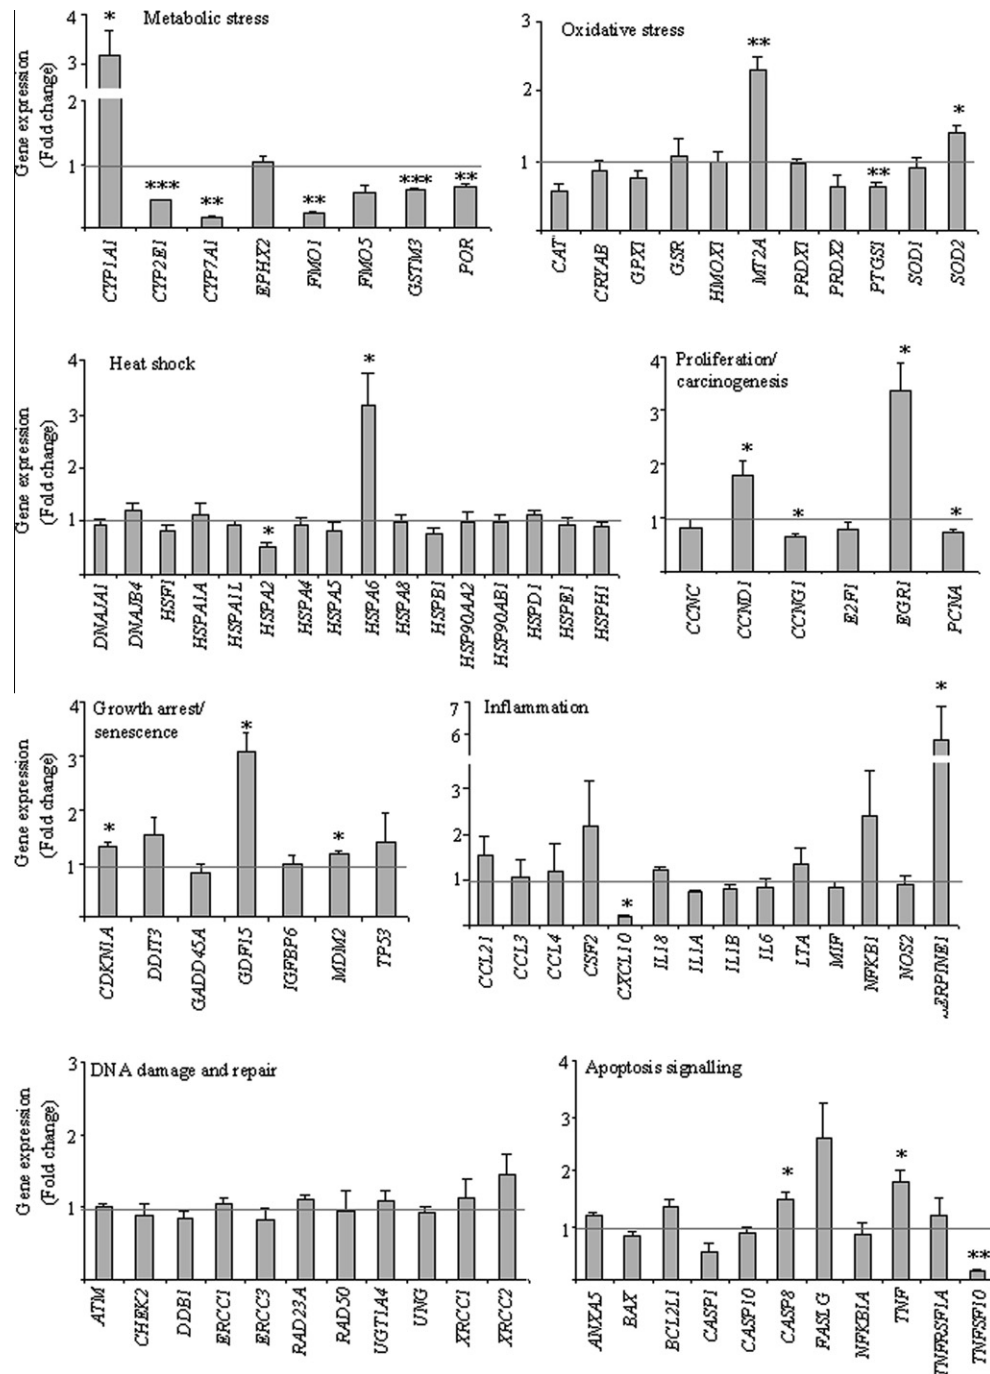 Metabolic stress
Gene expression
(Fold change)
4
3
2
1
*
***
**
**
***
**
CYP1A1
CYP2E1
CYP7A1
EPHX2
FMO1
FMO5
GSTM3
POR
Oxidative stress
3
2
1
**
**
*
CAT
CRYAB
GPX1
GSR
HMOX1
MT2A
PRDX1
PRDX2
PTGS1
SOD1
SOD2
Heat shock
Gene expression
(Fold change)
4
3
2
1
*
*
DNAJA1
DNAJB4
HSF1
HSPA1A
HSPA1L
HSPA2
HSPA4
HSPA5
HSPA6
HSPA8
HSPB1
HSP90AA2
HSP90AB1
HSPD1
HSPE1
HSPH1
Proliferation/
carcinogenesis
4
3
2
1
*
*
*
*
CCNC
CCND1
CCNG1
E2F1
EGR1
PCNA
Growth arrest/
senescence
Gene expression
(Fold change)
4
3
2
1
*
*
*
CDKN1A
DDIT3
GADD45A
GDF15
IGFBP6
MDM2
TP53
Inflammation
7
6
3
2
1
*
*
CCL21
CCL3
CCL4
CSF2
CXCL10
IL18
IL1A
IL1B
IL6
LTA
MIF
NFKB1
NOS2
SERPINE1
DNA damage and repair
Gene expression
(Fold change)
3
2
1
ATM
CHEK2
DDB1
ERCC1
ERCC3
RAD23A
RAD50
UGT1A4
UNG
XRCC1
XRCC2
Apoptosis signalling
4
3
2
1
*
*
**
ANXA5
BAX
BCL2L1
CASP1
CASP10
CASP8
FASLG
NFKBIA
TNF
TNFRSF1A
TNFSF10